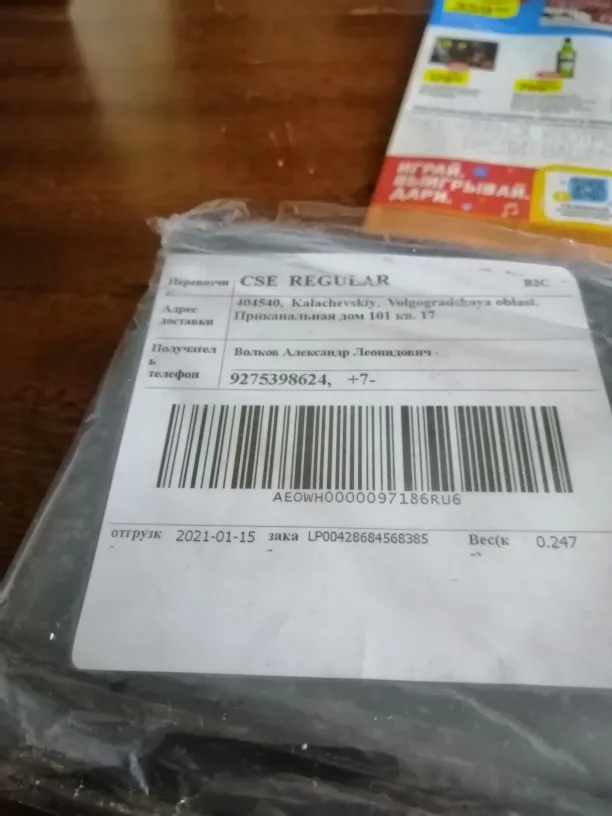 ИГРАЙ.
ВЫИГРЫВАЙ.
ДАРИ.
CSE REGULAR B2C
Адрес
доставки
404540, Kalachevskiy, Volgogradskaya oblast,
Приканальная дом 101 кв. 17
Получател
ь
телефон
Волков Александр Леонидович
9275398624, +7-
AEOWH0000097186RU6
отгрузк 2021-01-15 зака LP00428684568385 Вес(к 0.247